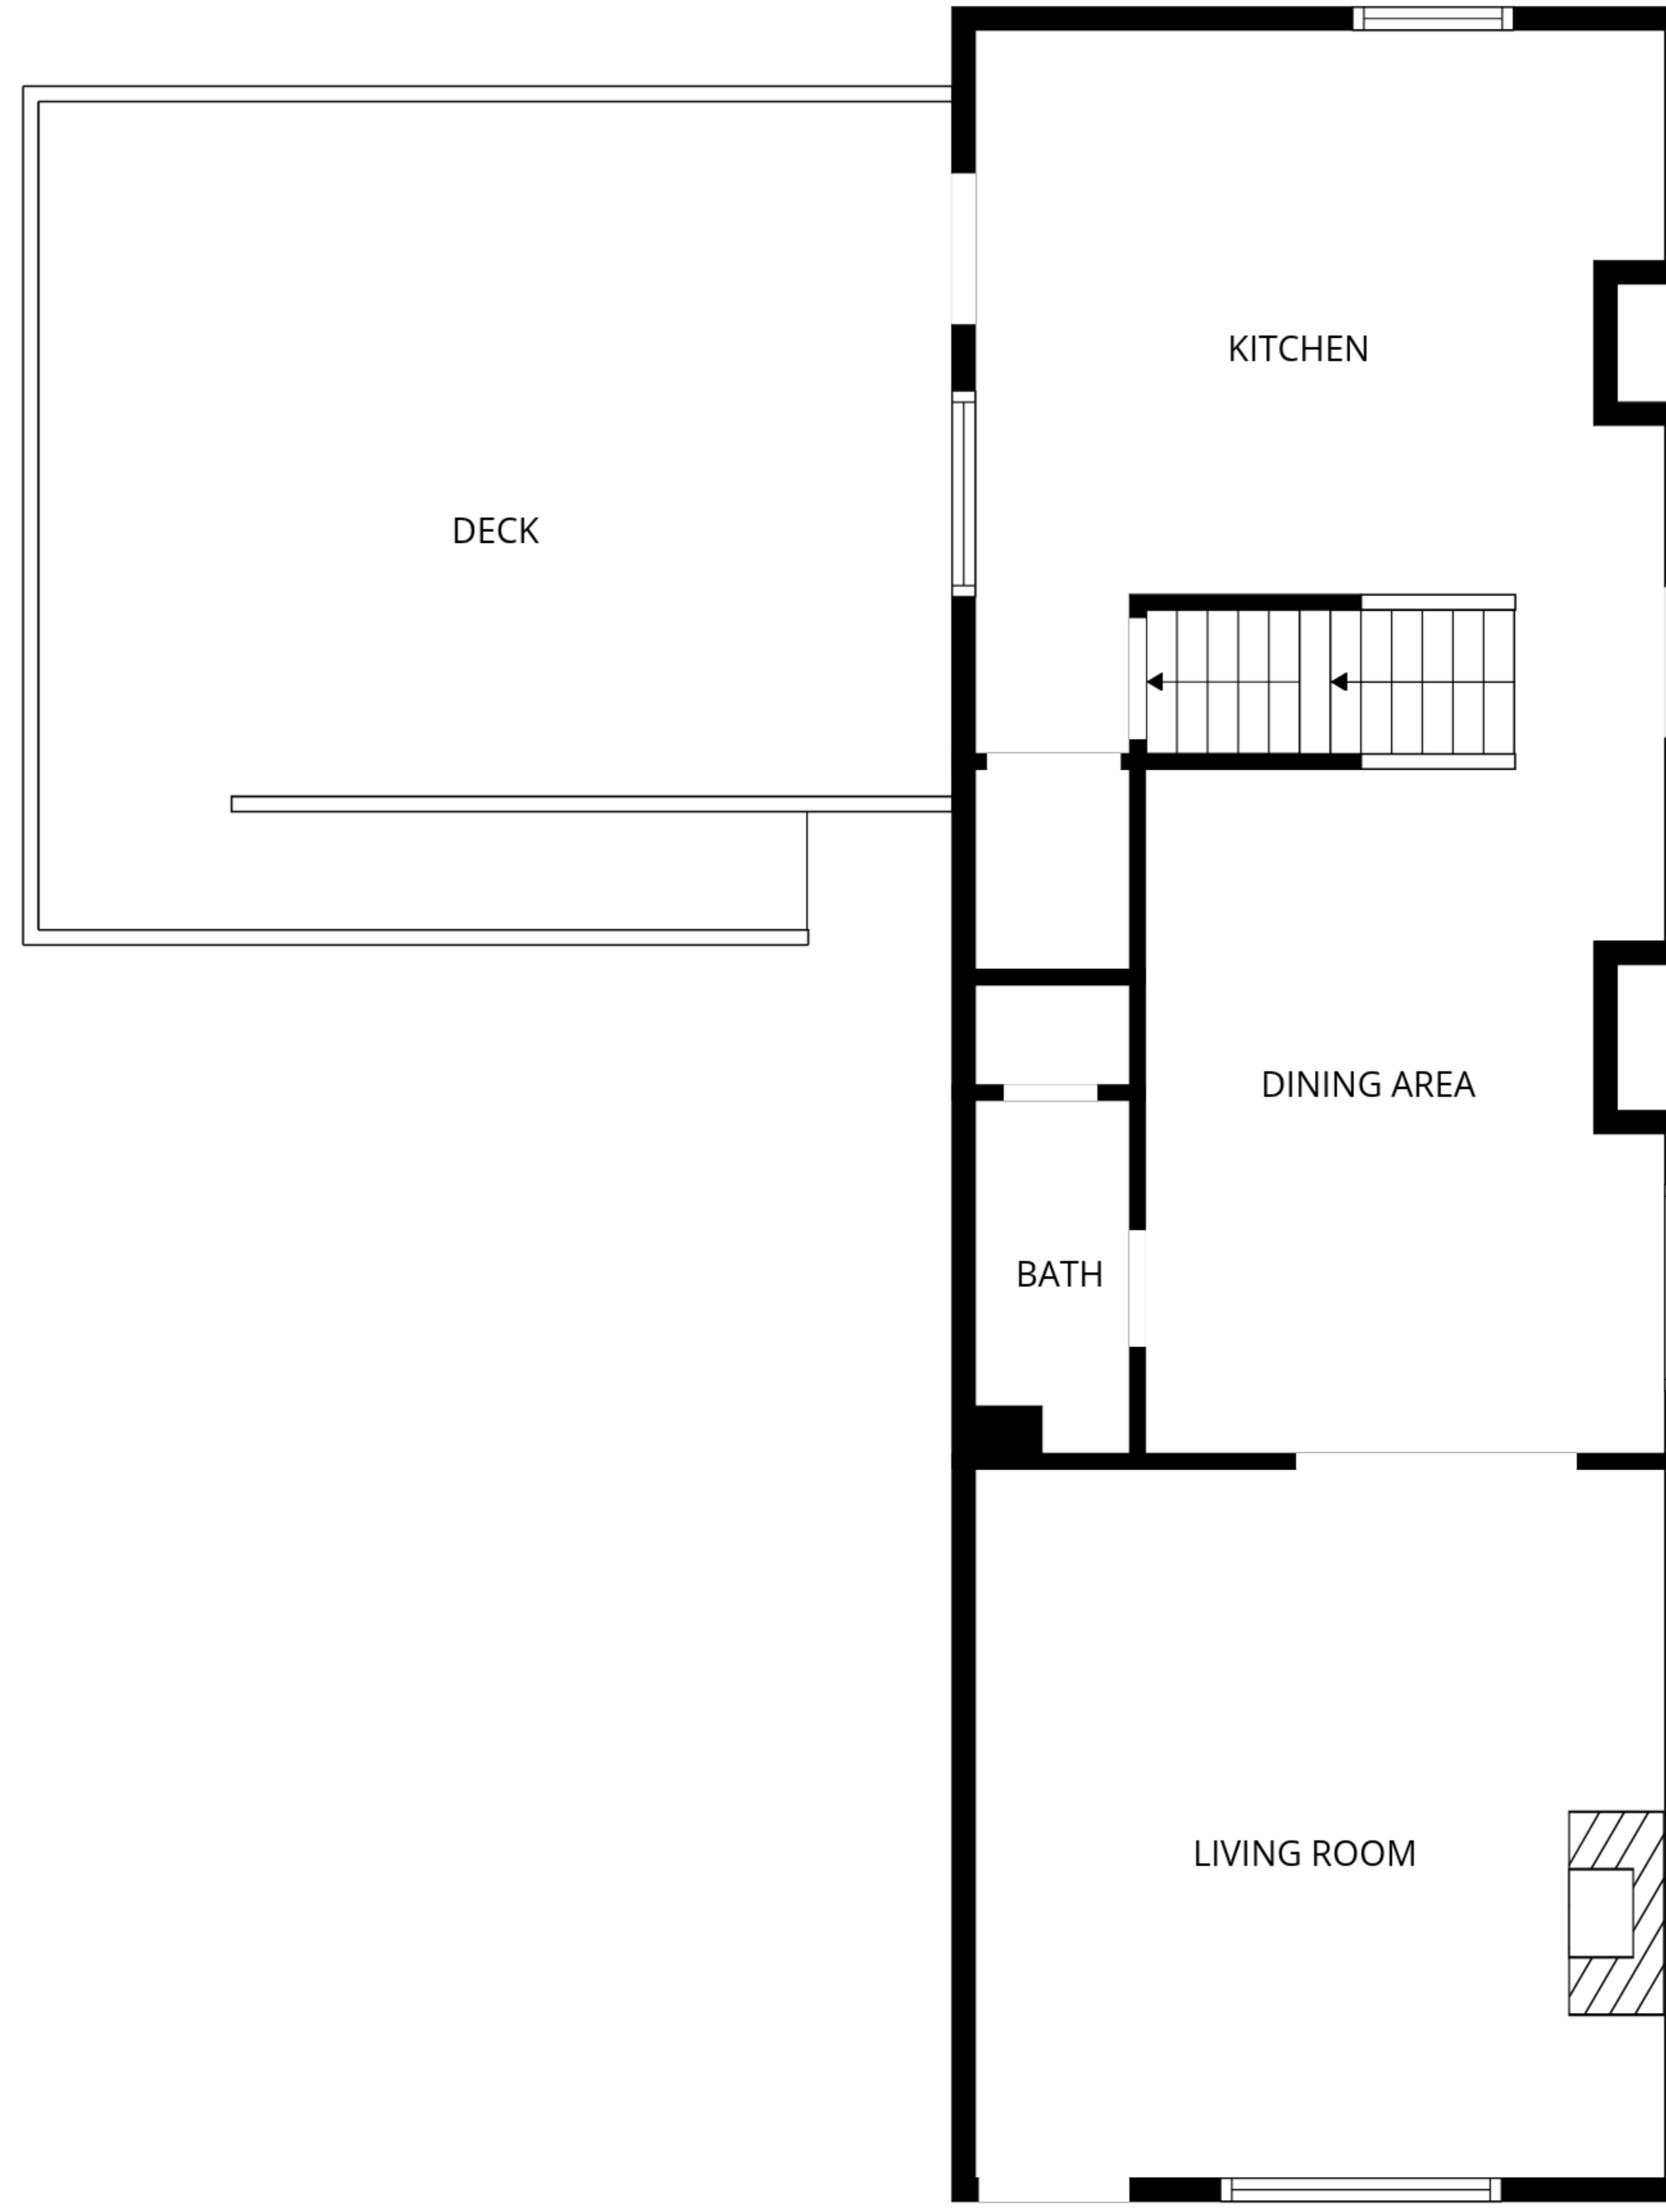 KITCHEN
DECK
DINING AREA
BATH
LIVING ROOM